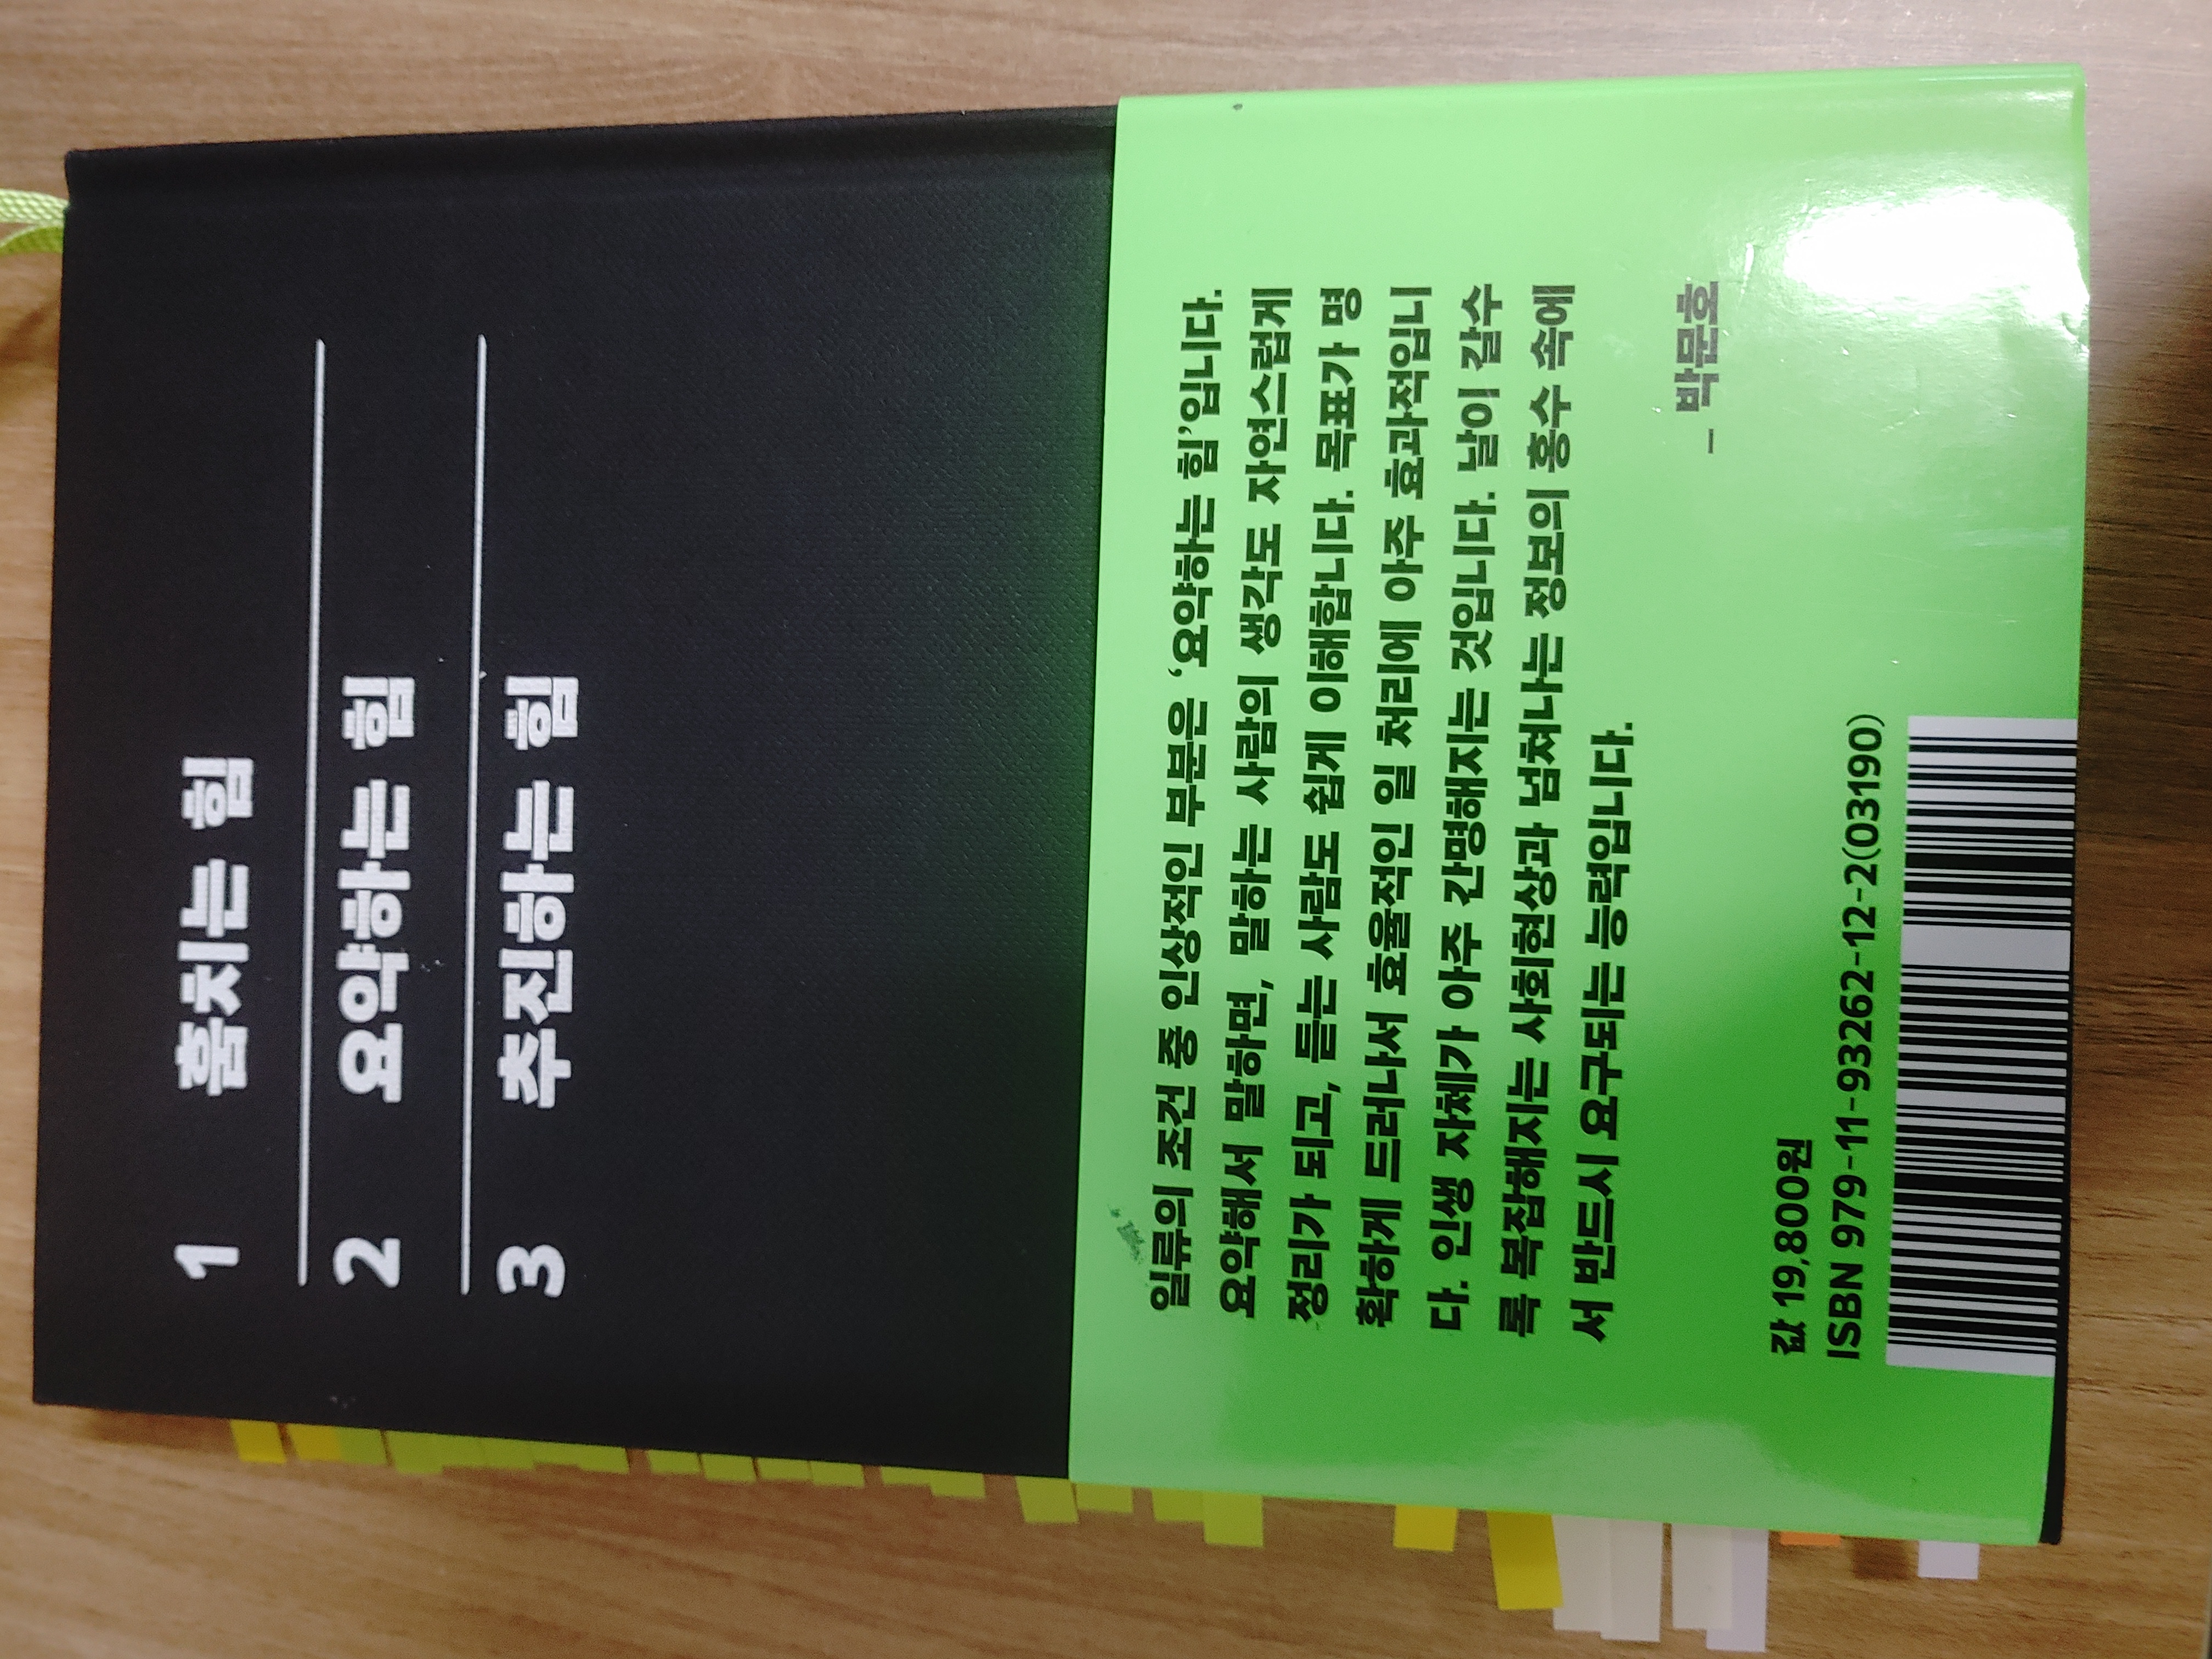 1 훔치는 힘
2 요약하는 힘
3 추진하는 힘
일류의 조건 중 인상적인 부분은 ‘요약하는 힘’입니다.
요약해서 말하면, 말하는 사람의 생각도 자연스럽게
정리가 되고, 듣는 사람도 쉽게 이해합니다. 목표가 명
확하게 드러나서 효율적인 일 처리에 아주 효과적입니
다. 인생 자체가 아주 간명해지는 것입니다. 날이 갈수
록 복잡해지는 사회현상과 넘쳐나는 정보의 홍수 속에
서 반드시 요구되는 능력입니다.
– 박문호
값 19,800원
ISBN 979-11-93262-12-2(03190)